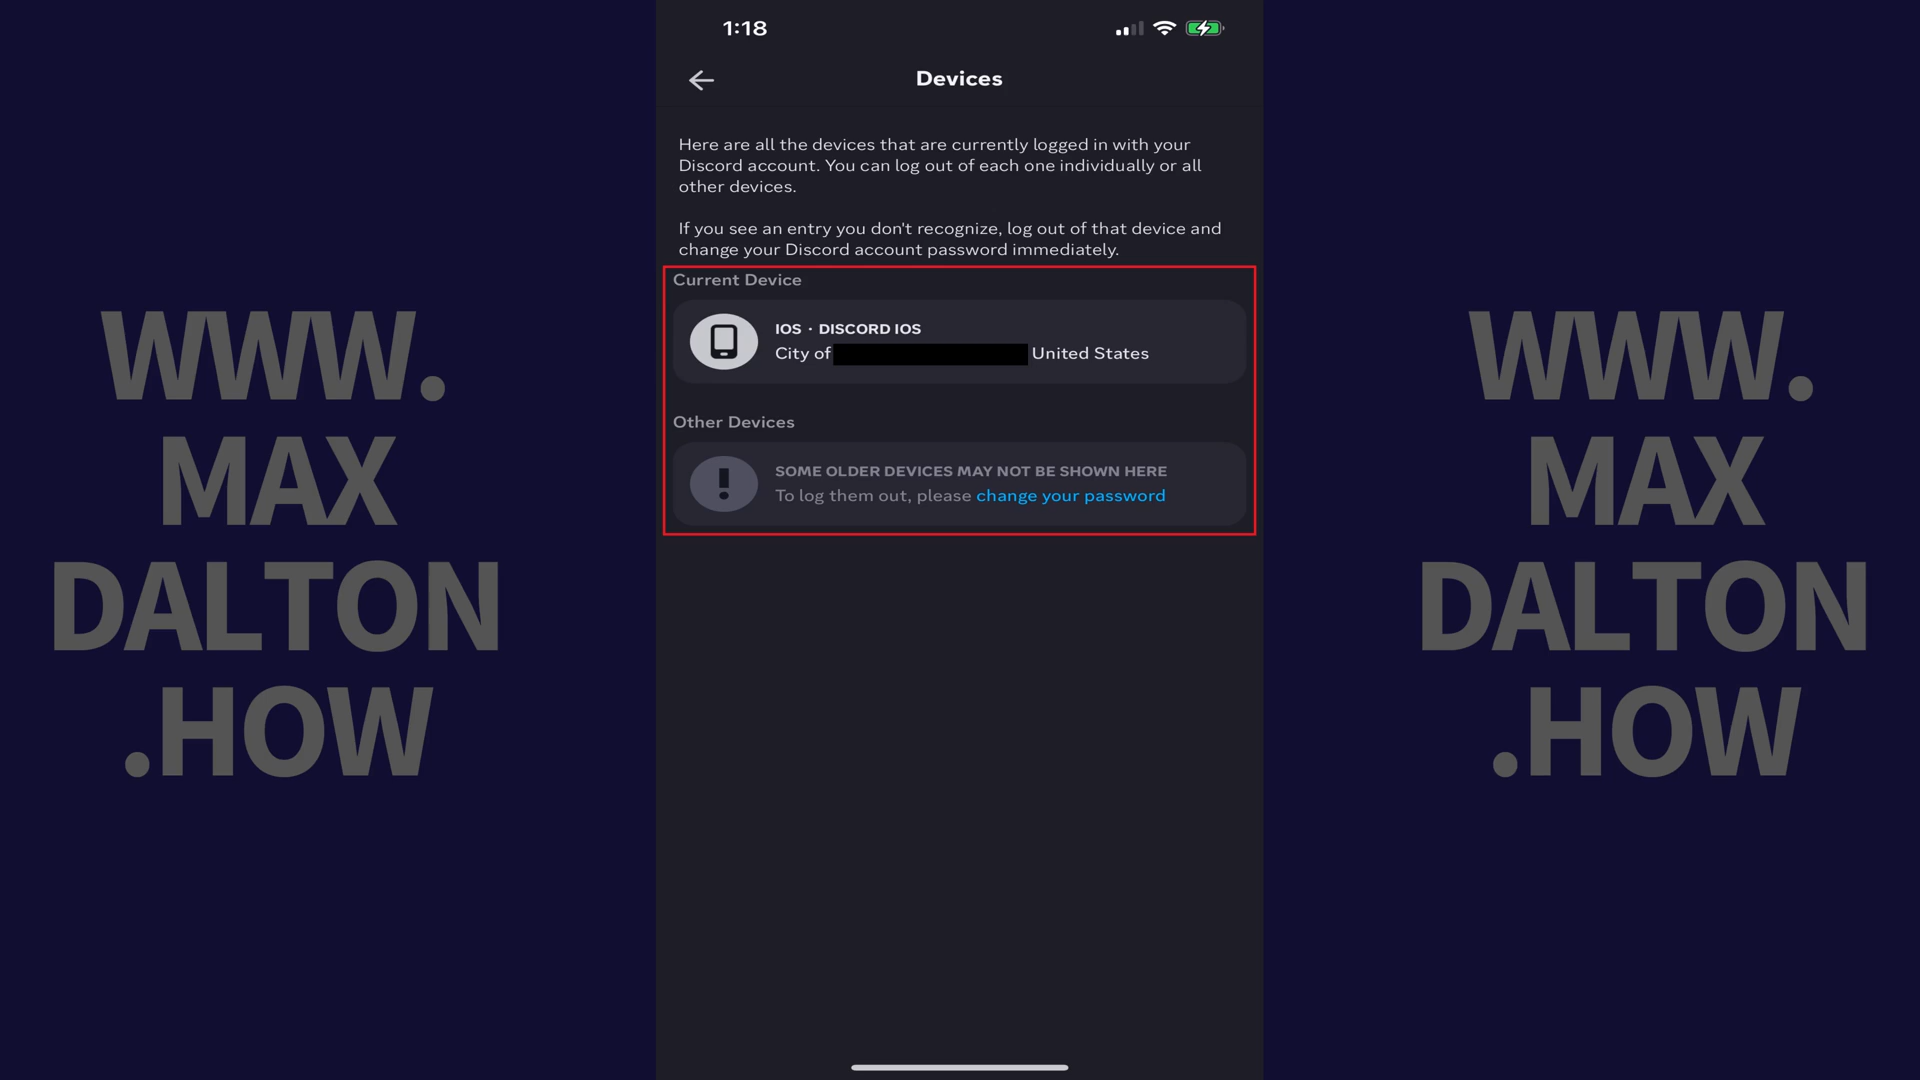 1:18
Devices
Here are all the devices that are currently logged in with your
Discord account. You can log out of each one individually or all
other devices.
If you see an entry you don't recognize, log out of that device and
change your Discord account password immediately.
Current Device
IOS · DISCORD IOS
City of United States
Other Devices
SOME OLDER DEVICES MAY NOT BE SHOWN HERE
To log them out, please change your password
WWW.
MAX
DALTON
.HOW
WWW.
MAX
DALTON
.HOW